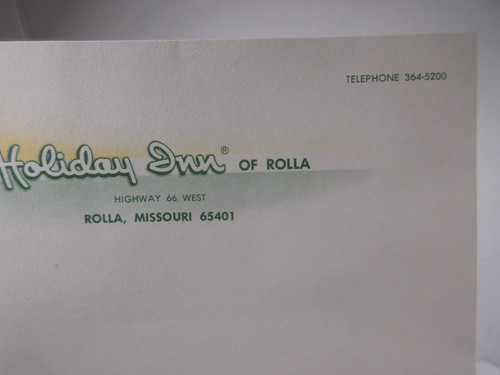 TELEPHONE 364-5200
Holiday Inn® OF ROLLA
HIGHWAY 66 WEST
ROLLA, MISSOURI 65401